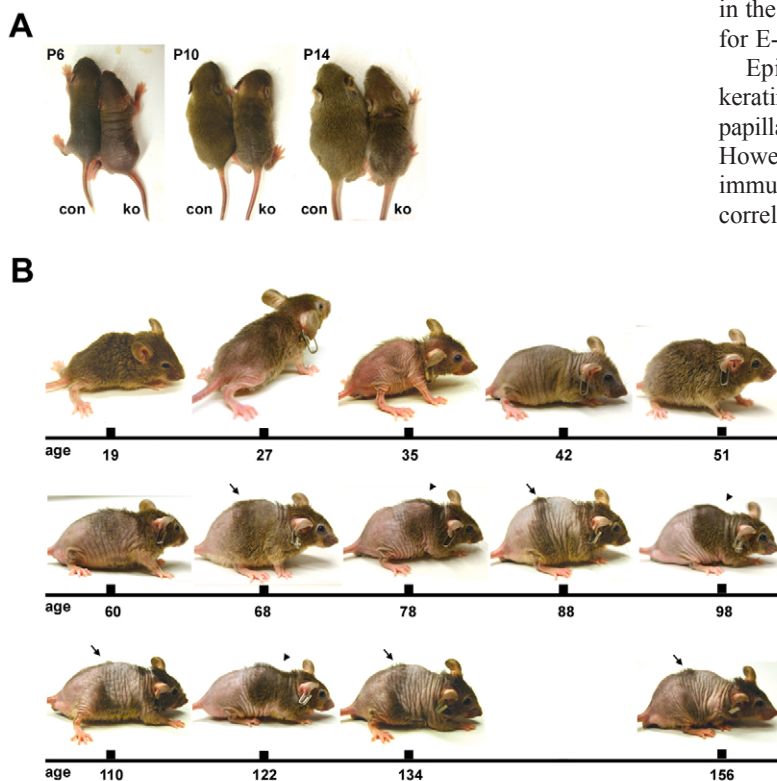 A
P6
P10
P14
con ko
con ko
con ko
in the
for E-
Epi
kerati
papilla
Howe
immu
correl
B
age 19 27 35 42 51
age 60 68 78 88 98
age 110 122 134 156